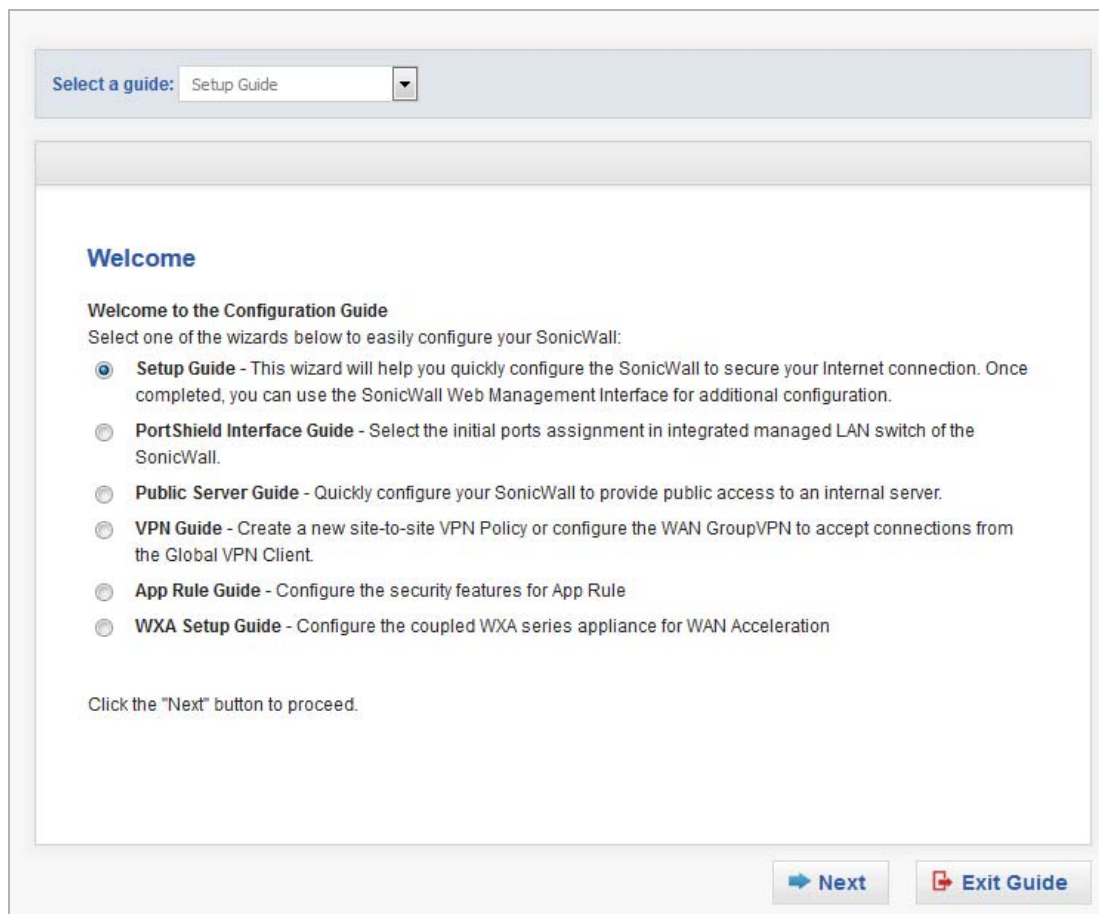 Select a guide: Setup Guide
Welcome
Welcome to the Configuration Guide
Select one of the wizards below to easily configure your SonicWall:
Setup Guide - This wizard will help you quickly configure the SonicWall to secure your Internet connection. Once
completed, you can use the SonicWall Web Management Interface for additional configuration.
PortShield Interface Guide - Select the initial ports assignment in integrated managed LAN switch of the
SonicWall.
Public Server Guide - Quickly configure your SonicWall to provide public access to an internal server.
VPN Guide - Create a new site-to-site VPN Policy or configure the WAN GroupVPN to accept connections from
the Global VPN Client.
App Rule Guide - Configure the security features for App Rule
WXA Setup Guide - Configure the coupled WXA series appliance for WAN Acceleration
Click the "Next" button to proceed.
Next
Exit Guide